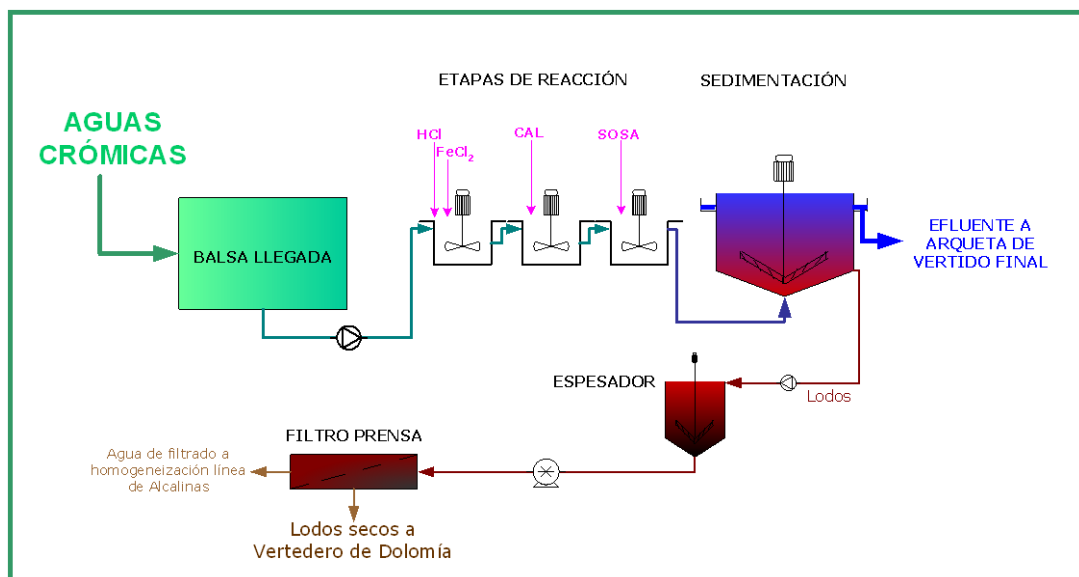 ETAPAS DE REACCIÓN
SEDIMENTACIÓN
AGUAS
CRÓMICAS
HCl
FeCl₂
CAL
SOSA
BALSA LLEGADA
EFLUENTE A
ARQUETA DE
VERTIDO FINAL
ESPESADOR
Lodos
FILTRO PRENSA
Agua de filtrado a
homogeneización línea
de Alcalinas
Lodos secos a
Vertedero de Dolomía